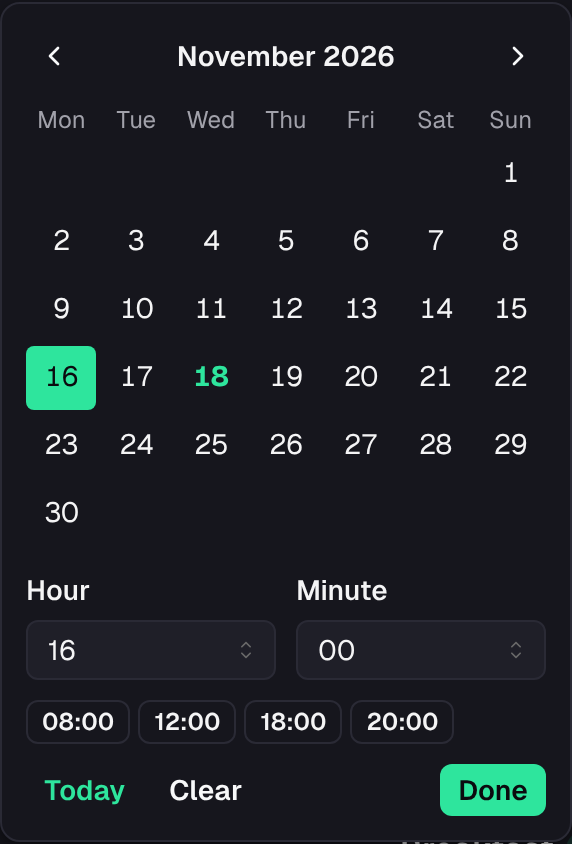 November 2026
Mon Tue Wed Thu Fri Sat Sun
1
2 3 4 5 6 7 8
9 10 11 12 13 14 15
16 17 18 19 20 21 22
23 24 25 26 27 28 29
30
Hour Minute
16 00
08:00 12:00 18:00 20:00
Today Clear Done